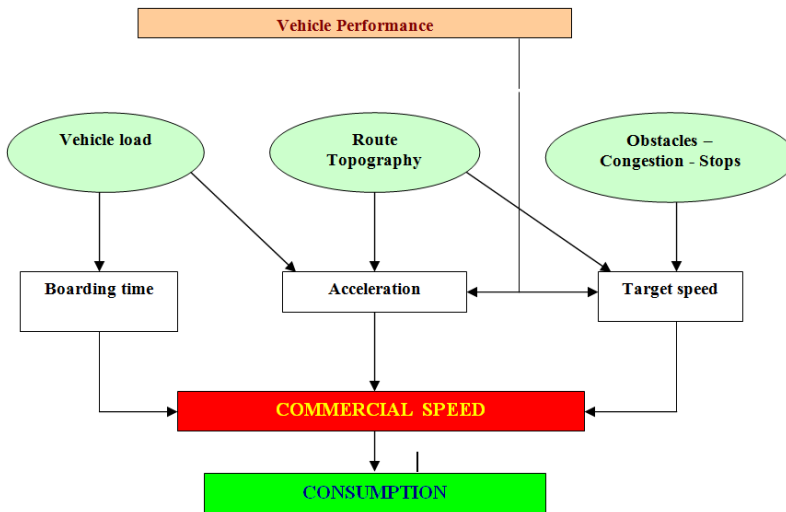 Vehicle Performance
Vehicle load
Route
Topography
Obstacles –
Congestion - Stops
Boarding time
Acceleration
Target speed
COMMERCIAL SPEED
CONSUMPTION